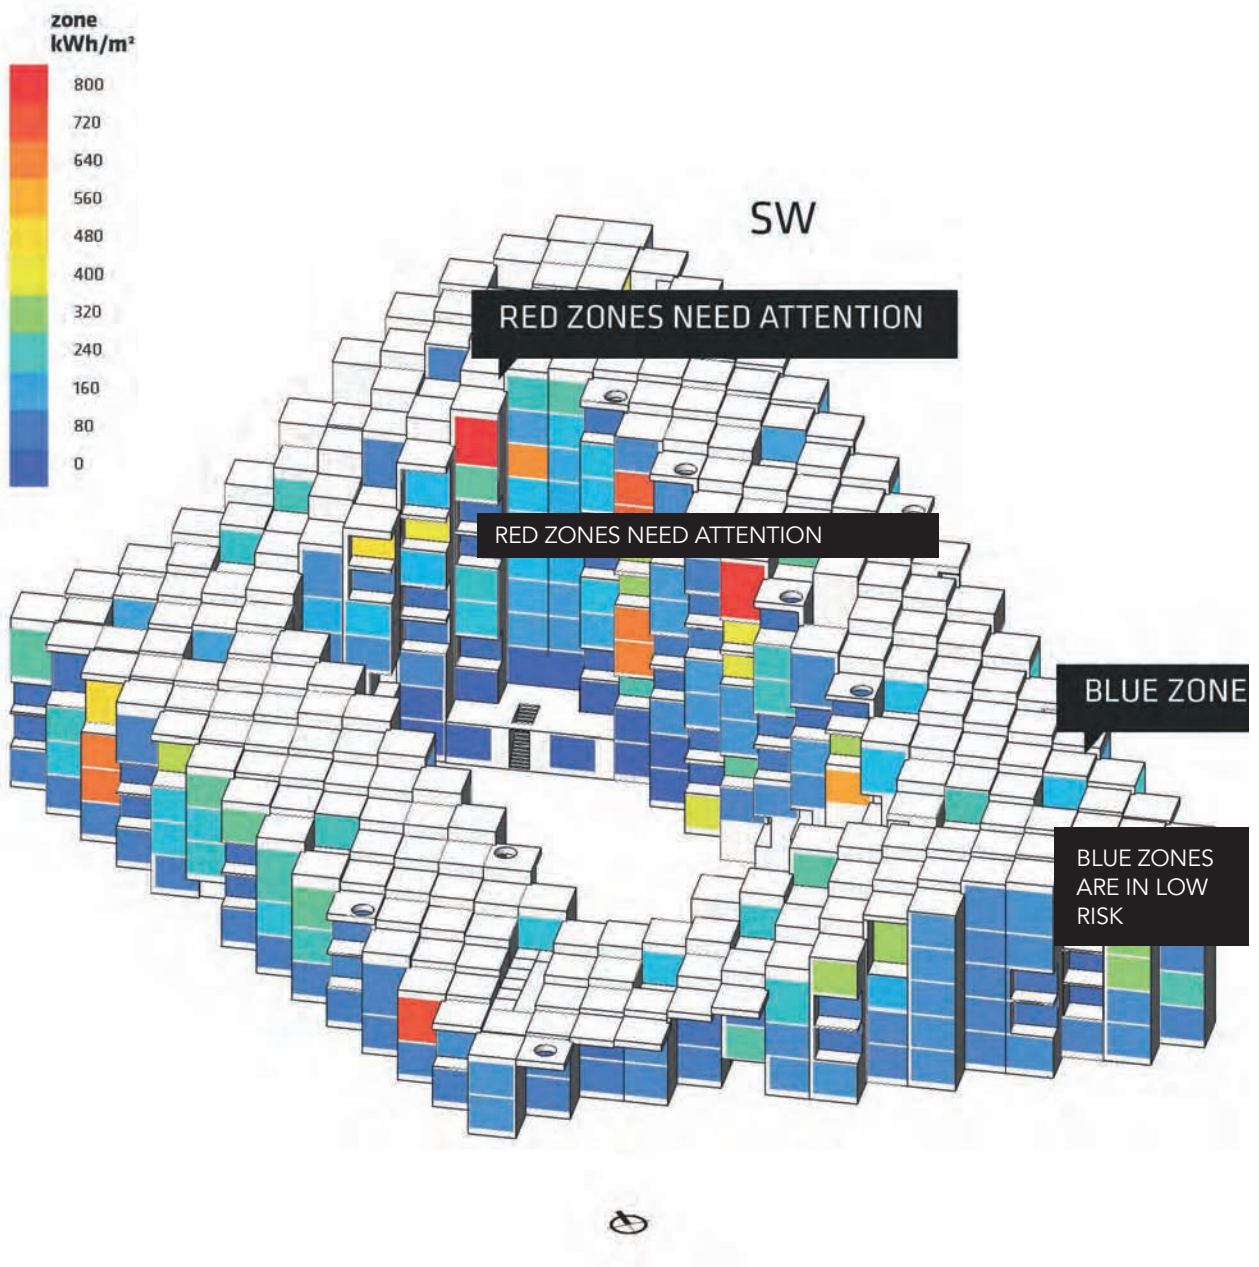 zone
kWh/m²
800
720
640
560
480
400
320
240
160
80
0
SW
RED ZONES NEED ATTENTION
RED ZONES NEED ATTENTION
BLUE ZONE
BLUE ZONES
ARE IN LOW
RISK